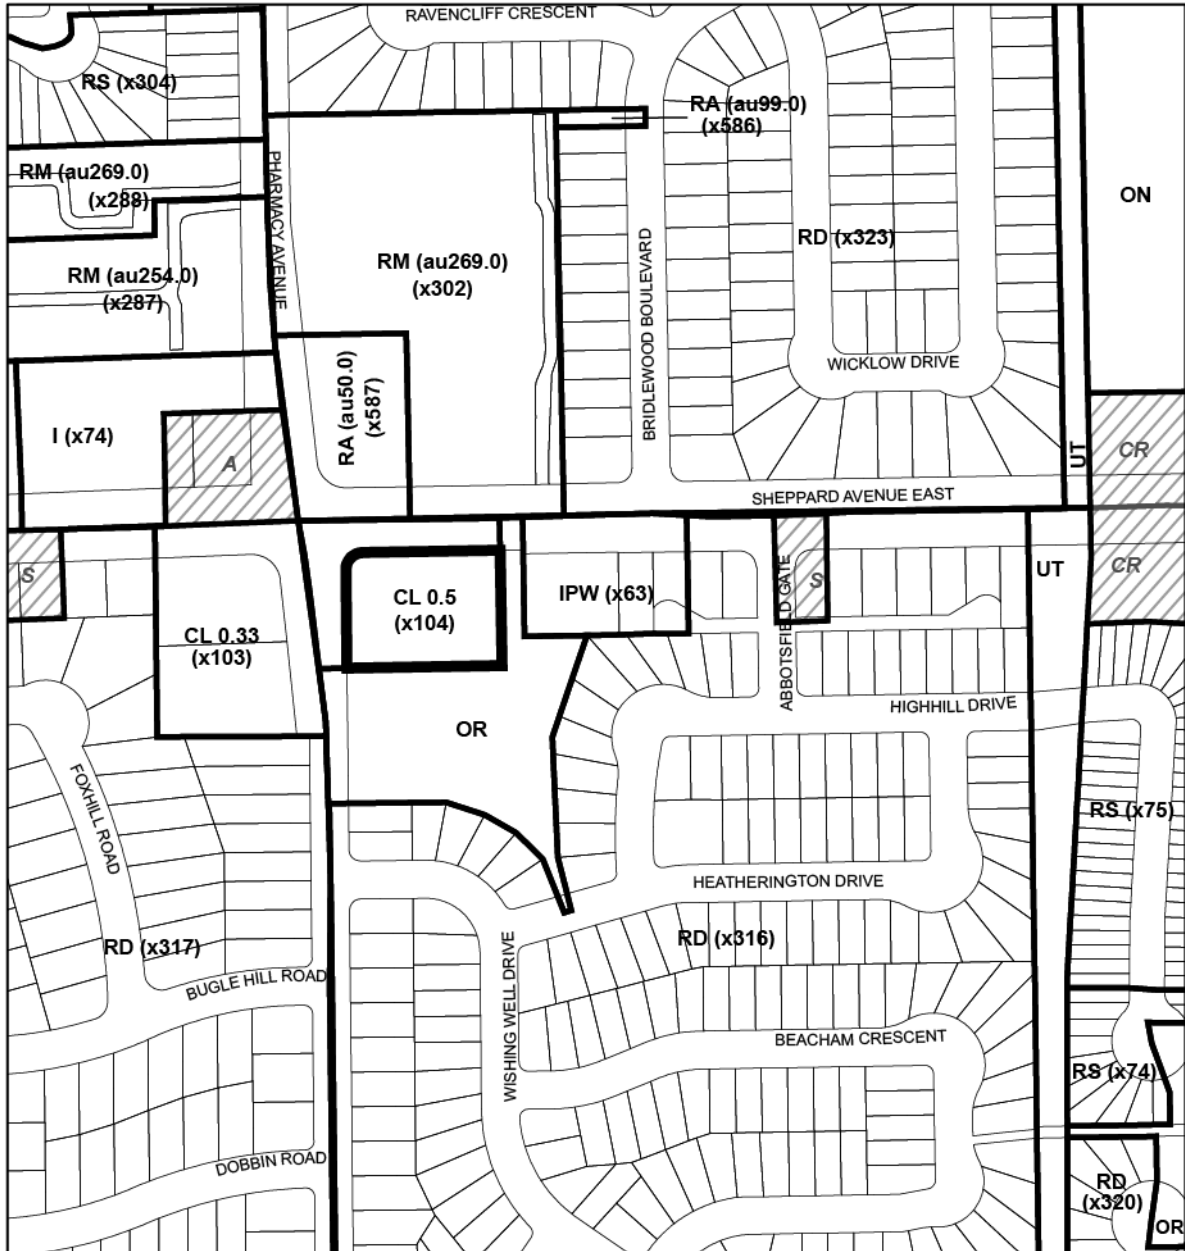 RAVENCLIFF CRESCENT
RS (x304)
RA (au99.0)
(x586)
RM (au269.0)
(x288)
PHARMACY AVENUE
ON
RD (x323)
RM (au269.0)
(x302)
RM (au254.0)
(x287)
BRIDLEWOOD BOULEVARD
WICKLOW DRIVE
RA (au50.0)
(x587)
I (x74)
A
UT
CR
SHEPPARD AVENUE EAST
S
CL 0.5
(x104)
IPW (x63)
ABBOTSFIELD GATE
S
UT
CR
CL 0.33
(x103)
OR
HIGHHILL DRIVE
FOXHILL ROAD
RS (x75)
HEATHERINGTON DRIVE
RD (x317)
RD (x316)
BUGLE HILL ROAD
WISHING WELL DRIVE
BEACHAM CRESCENT
RS (x74)
DOBBIN ROAD
RD
(x320)
OR